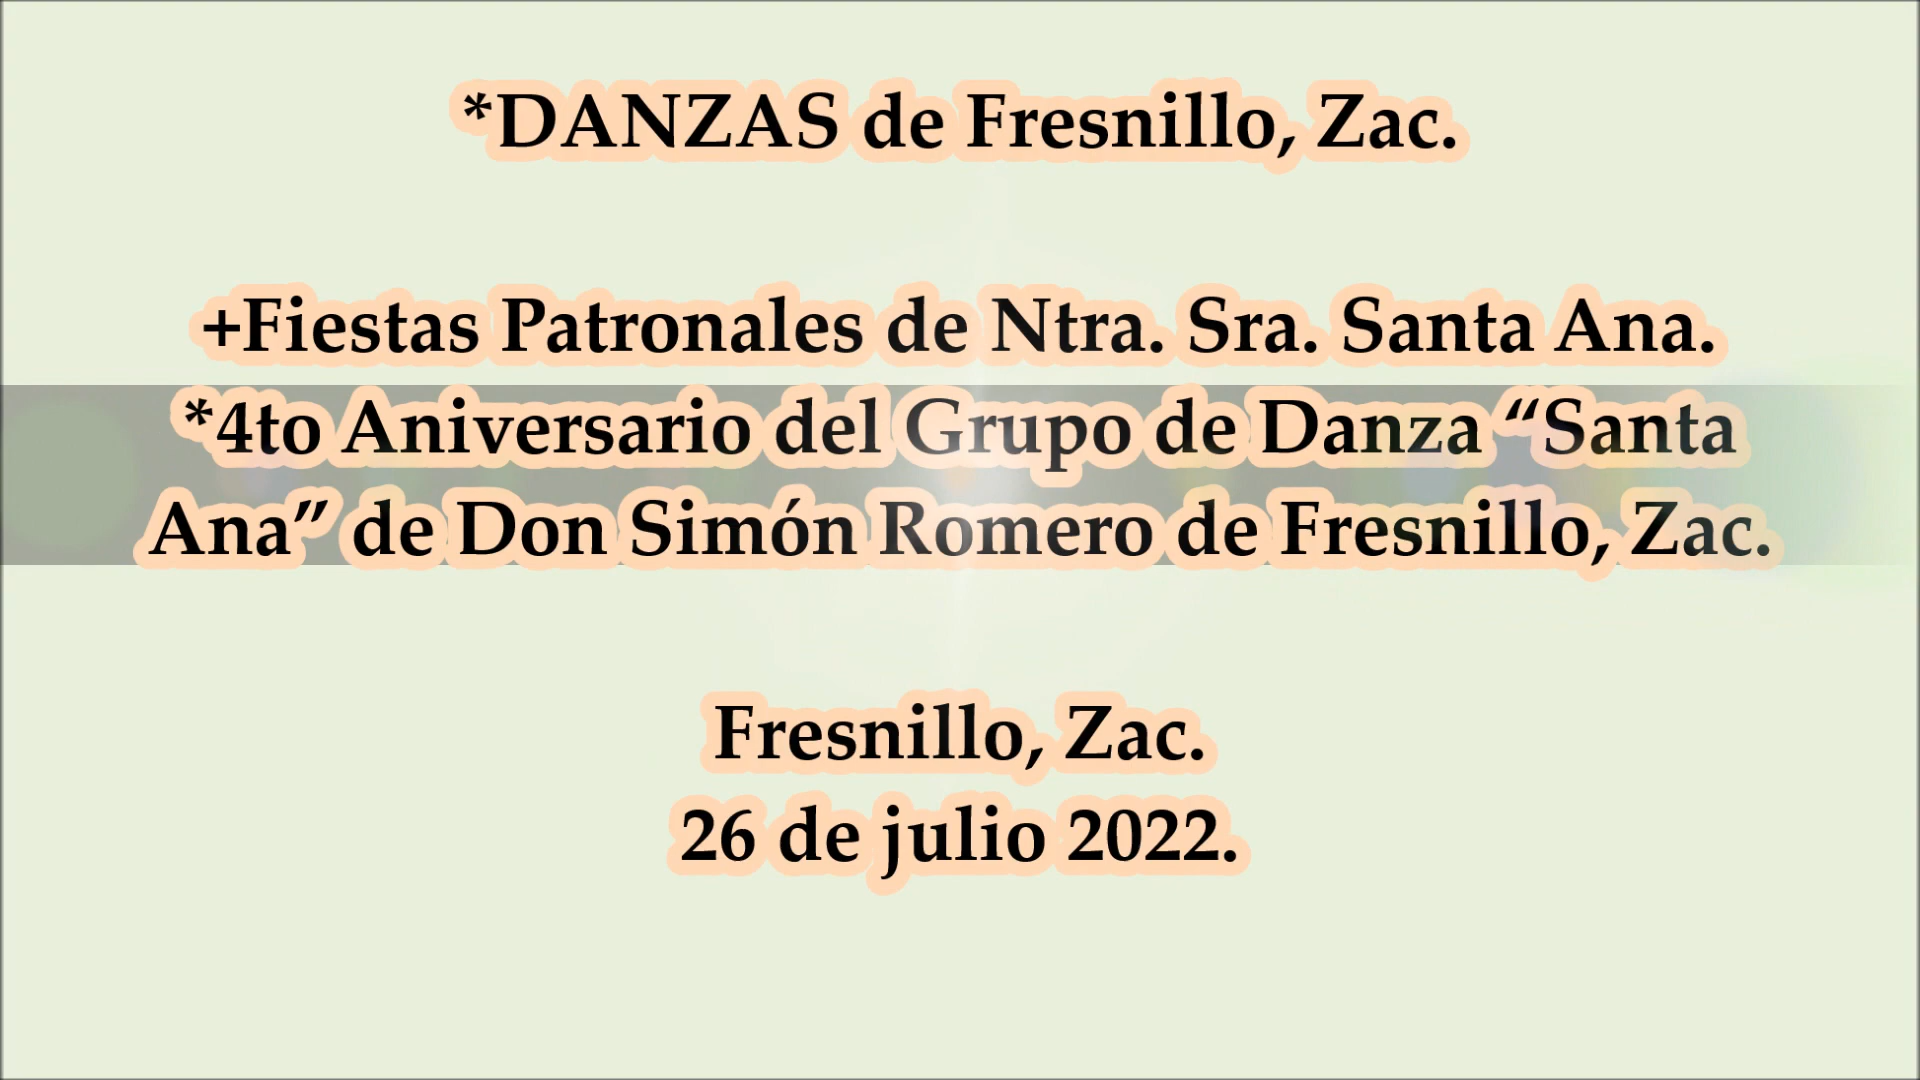 *DANZAS de Fresnillo, Zac.
+Fiestas Patronales de Ntra. Sra. Santa Ana.
*4to Aniversario del Grupo de Danza “Santa
Ana” de Don Simón Romero de Fresnillo, Zac.
Fresnillo, Zac.
26 de julio 2022.